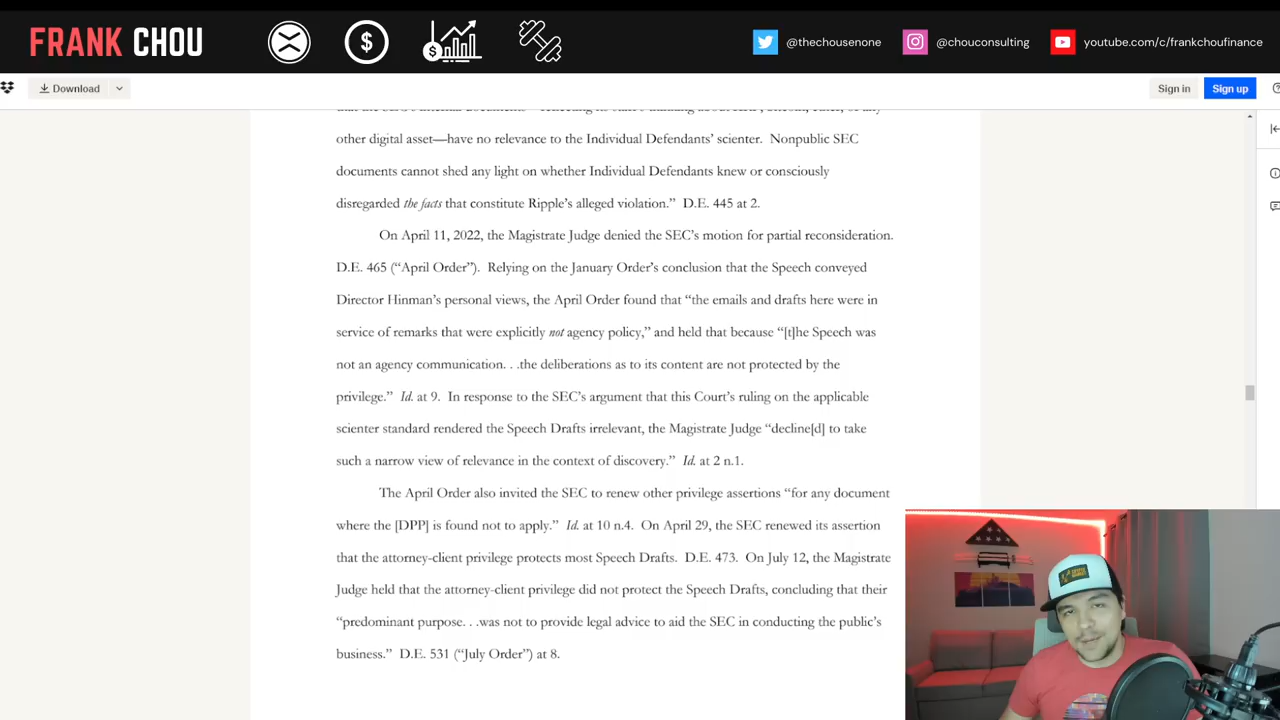 FRANK CHOU
@thechousenone
@chouconsulting
youtube.com/c/frankchoufinance
Download
Sign in
Sign up
other digital asset—have no relevance to the Individual Defendants’ scienter. Nonpublic SEC
documents cannot shed any light on whether Individual Defendants knew or consciously
disregarded the facts that constitute Ripple’s alleged violation.” D.E. 445 at 2.
On April 11, 2022, the Magistrate Judge denied the SEC’s motion for partial reconsideration.
D.E. 465 (“April Order”). Relying on the January Order’s conclusion that the Speech conveyed
Director Hinman’s personal views, the April Order found that “the emails and drafts here were in
service of remarks that were explicitly not agency policy,” and held that because “[t]he Speech was
not an agency communication. . .the deliberations as to its content are not protected by the
privilege.” Id. at 9. In response to the SEC’s argument that this Court’s ruling on the applicable
scienter standard rendered the Speech Drafts irrelevant, the Magistrate Judge “decline[d] to take
such a narrow view of relevance in the context of discovery.” Id. at 2 n.1.
The April Order also invited the SEC to renew other privilege assertions “for any document
where the [DPP] is found not to apply.” Id. at 10 n.4. On April 29, the SEC renewed its assertion
that the attorney-client privilege protects most Speech Drafts. D.E. 473. On July 12, the Magistrate
Judge held that the attorney-client privilege did not protect the Speech Drafts, concluding that their
“predominant purpose. . .was not to provide legal advice to aid the SEC in conducting the public’s
business.” D.E. 531 (“July Order”) at 8.